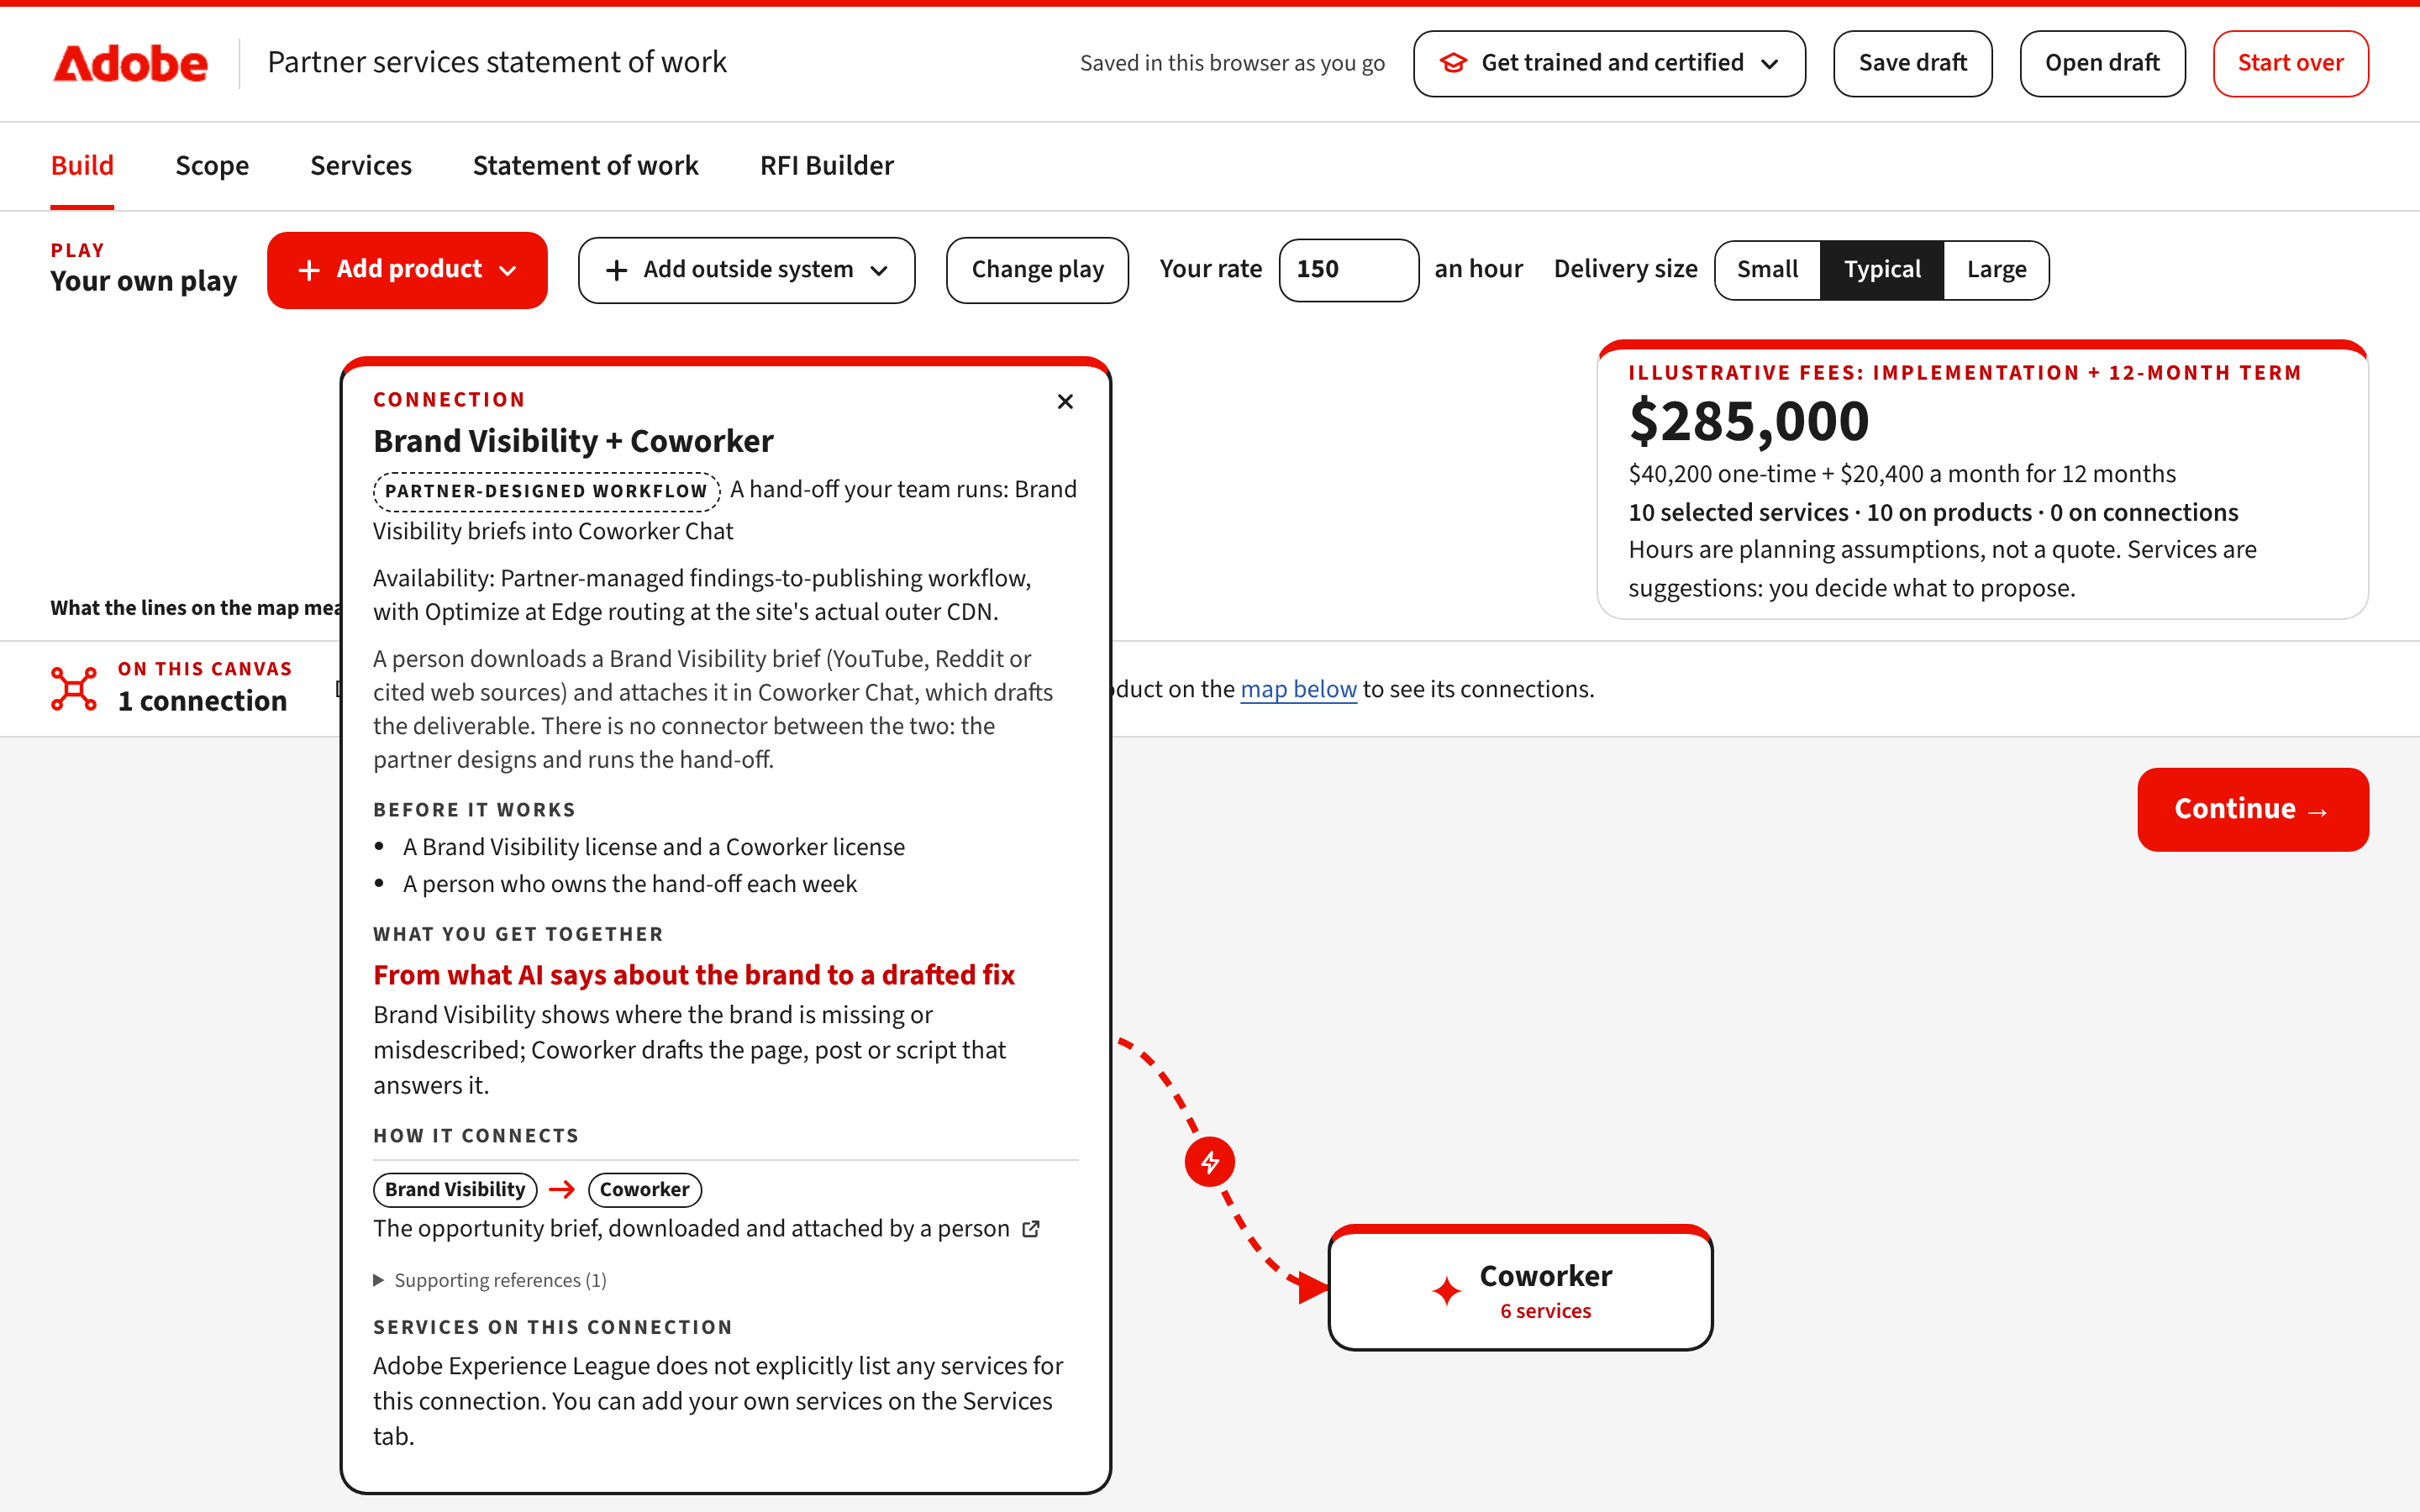 Adobe
Partner services statement of work
Saved in this browser as you go
Get trained and certified
Save draft
Open draft
Start over
Build
Scope
Services
Statement of work
RFI Builder
PLAY
Your own play
Add product
Add outside system
Change play
Your rate
150
an hour
Delivery size
Small
Typical
Large
CONNECTION
Brand Visibility + Coworker
PARTNER-DESIGNED WORKFLOW A hand-off your team runs: Brand
Visibility briefs into Coworker Chat
Availability: Partner-managed findings-to-publishing workflow,
with Optimize at Edge routing at the site's actual outer CDN.
A person downloads a Brand Visibility brief (YouTube, Reddit or
cited web sources) and attaches it in Coworker Chat, which drafts
the deliverable. There is no connector between the two: the
partner designs and runs the hand-off.
BEFORE IT WORKS
• A Brand Visibility license and a Coworker license
• A person who owns the hand-off each week
WHAT YOU GET TOGETHER
From what AI says about the brand to a drafted fix
Brand Visibility shows where the brand is missing or
misdescribed; Coworker drafts the page, post or script that
answers it.
HOW IT CONNECTS
Brand Visibility → Coworker
The opportunity brief, downloaded and attached by a person
Supporting references (1)
SERVICES ON THIS CONNECTION
Adobe Experience League does not explicitly list any services for
this connection. You can add your own services on the Services
tab.
ILLUSTRATIVE FEES: IMPLEMENTATION + 12-MONTH TERM
$285,000
$40,200 one-time + $20,400 a month for 12 months
10 selected services · 10 on products · 0 on connections
Hours are planning assumptions, not a quote. Services are
suggestions: you decide what to propose.
What the lines on the map
ON THIS CANVAS
1 connection
on the map below to see its connections.
Continue →
Coworker
6 services